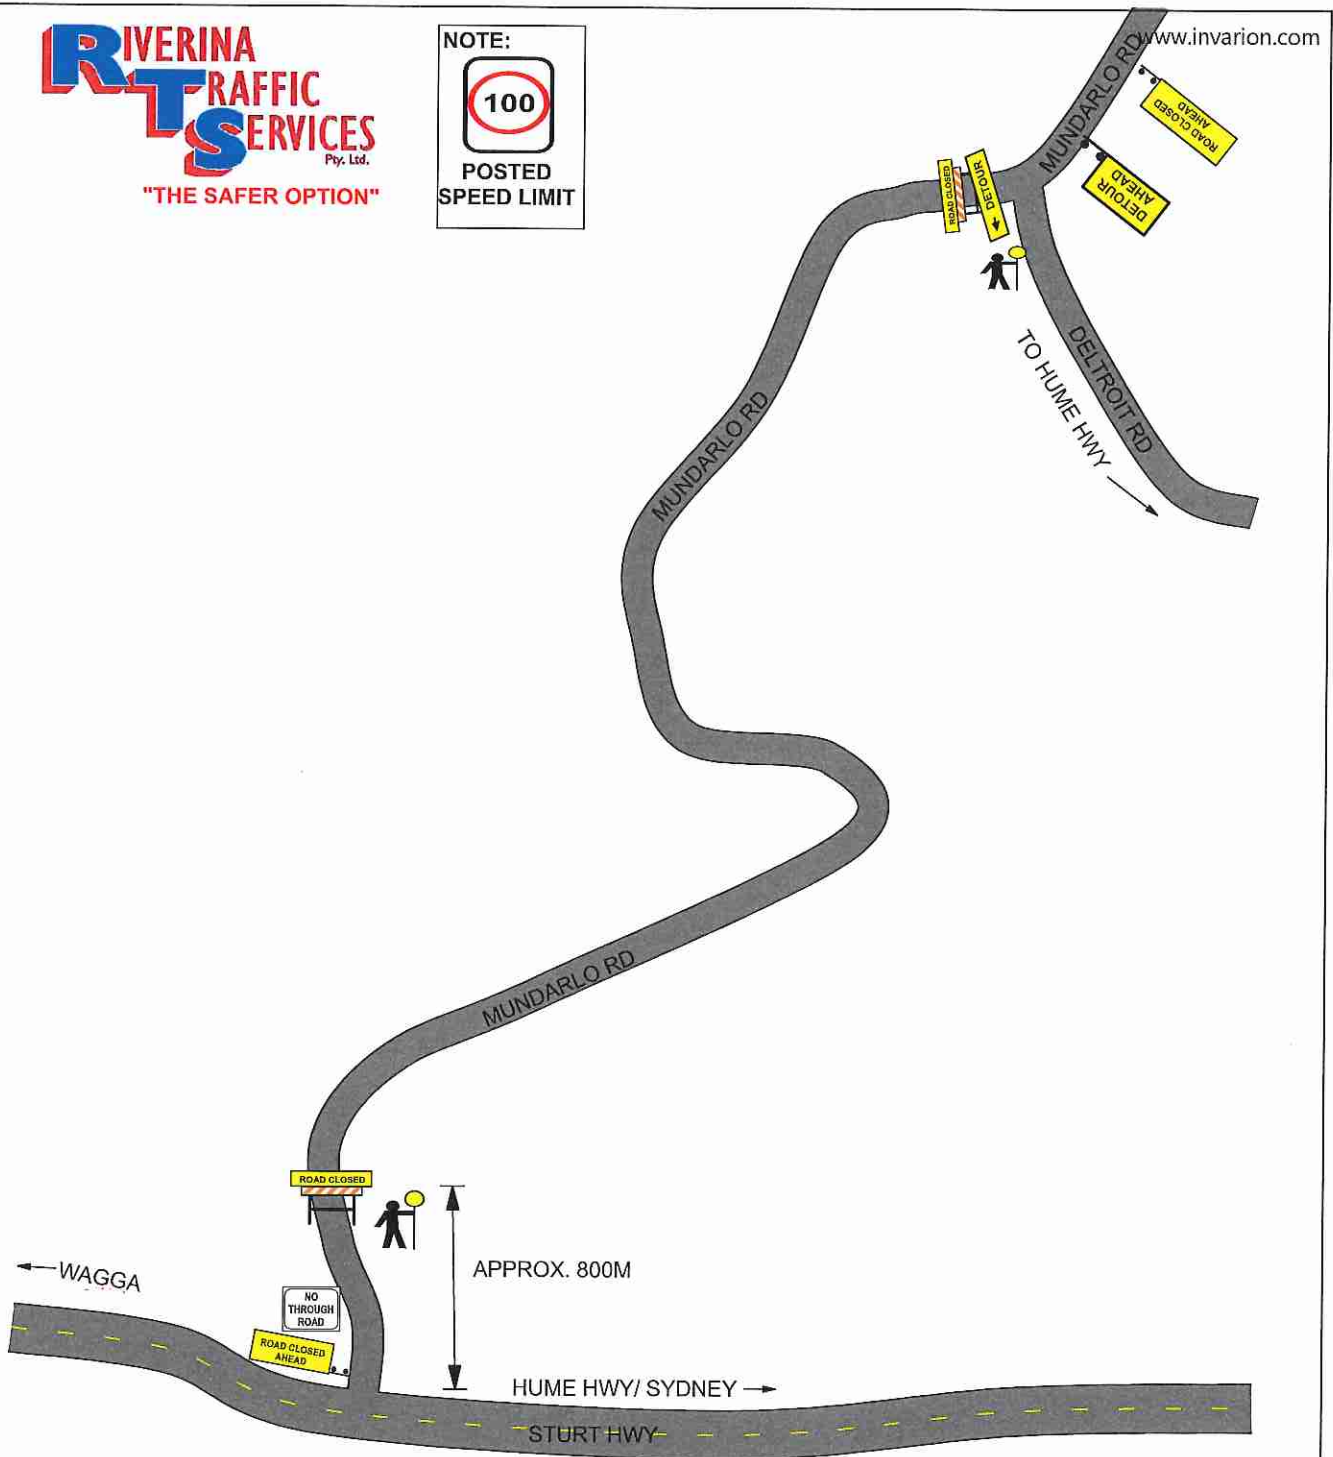 RIVERINA
TRAFFIC
SERVICES
Pty. Ltd.
"THE SAFER OPTION"
NOTE:
100
POSTED
SPEED LIMIT
www.invarion.com
MUNDARLO RD
ROAD CLOSED
AHEAD
DETOUR
AHEAD
ROAD CLOSED
DETOUR
DELTROIT RD
TO HUME HWY
MUNDARLO RD
MUNDARLO RD
ROAD CLOSED
APPROX. 800M
WAGGA
NO
THROUGH
ROAD
ROAD CLOSED
AHEAD
HUME HWY/ SYDNEY
STURT HWY